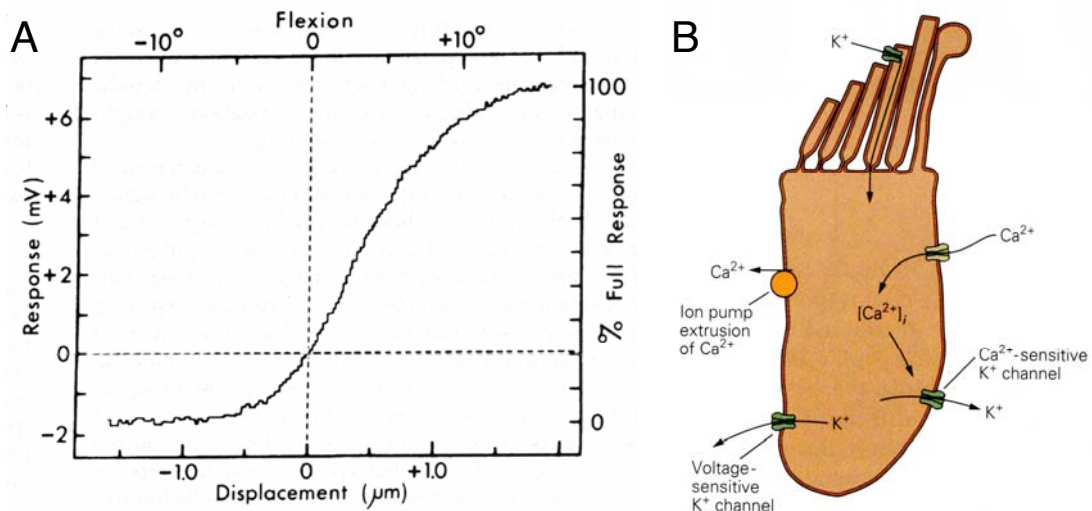 A
Flexion
-10° 0 +10°
Response (mV)
+6
+4
+2
0
-2
100
% Full Response
0
-1.0 0 +1.0
Displacement (μm)
B
K⁺
Ca²⁺
Ca²⁺
Ion pump
extrusion
of Ca²⁺
[Ca²⁺]ᵢ
Ca²⁺-sensitive
K⁺ channel
K⁺
K⁺
Voltage-
sensitive
K⁺ channel